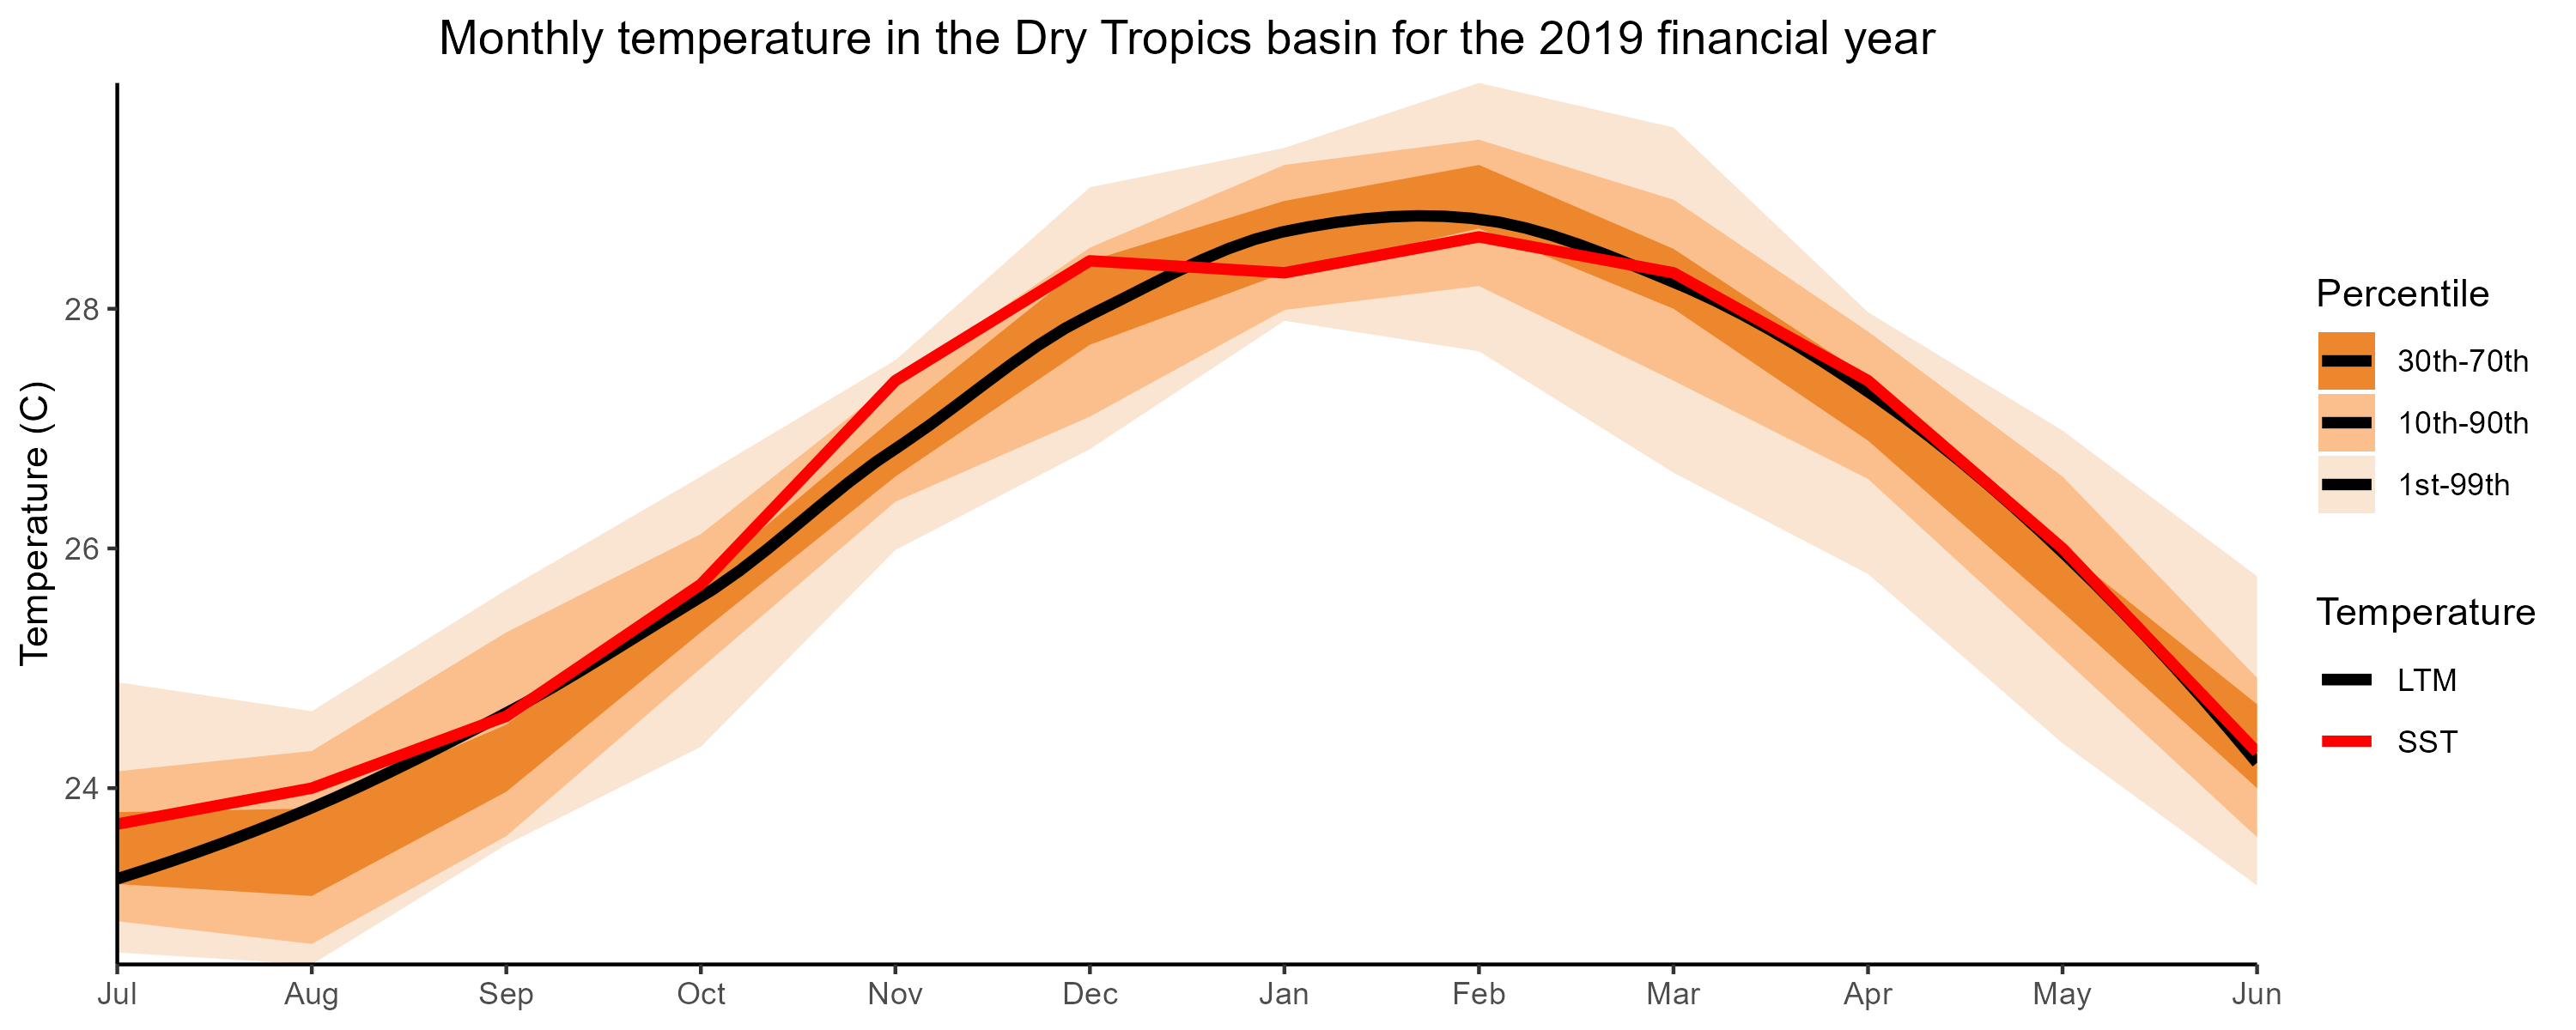 Monthly temperature in the Dry Tropics basin for the 2019 financial year
Temperature (C)
28
26
24
Jul Aug Sep Oct Nov Dec Jan Feb Mar Apr May Jun
Percentile
30th-70th
10th-90th
1st-99th
Temperature
LTM
SST